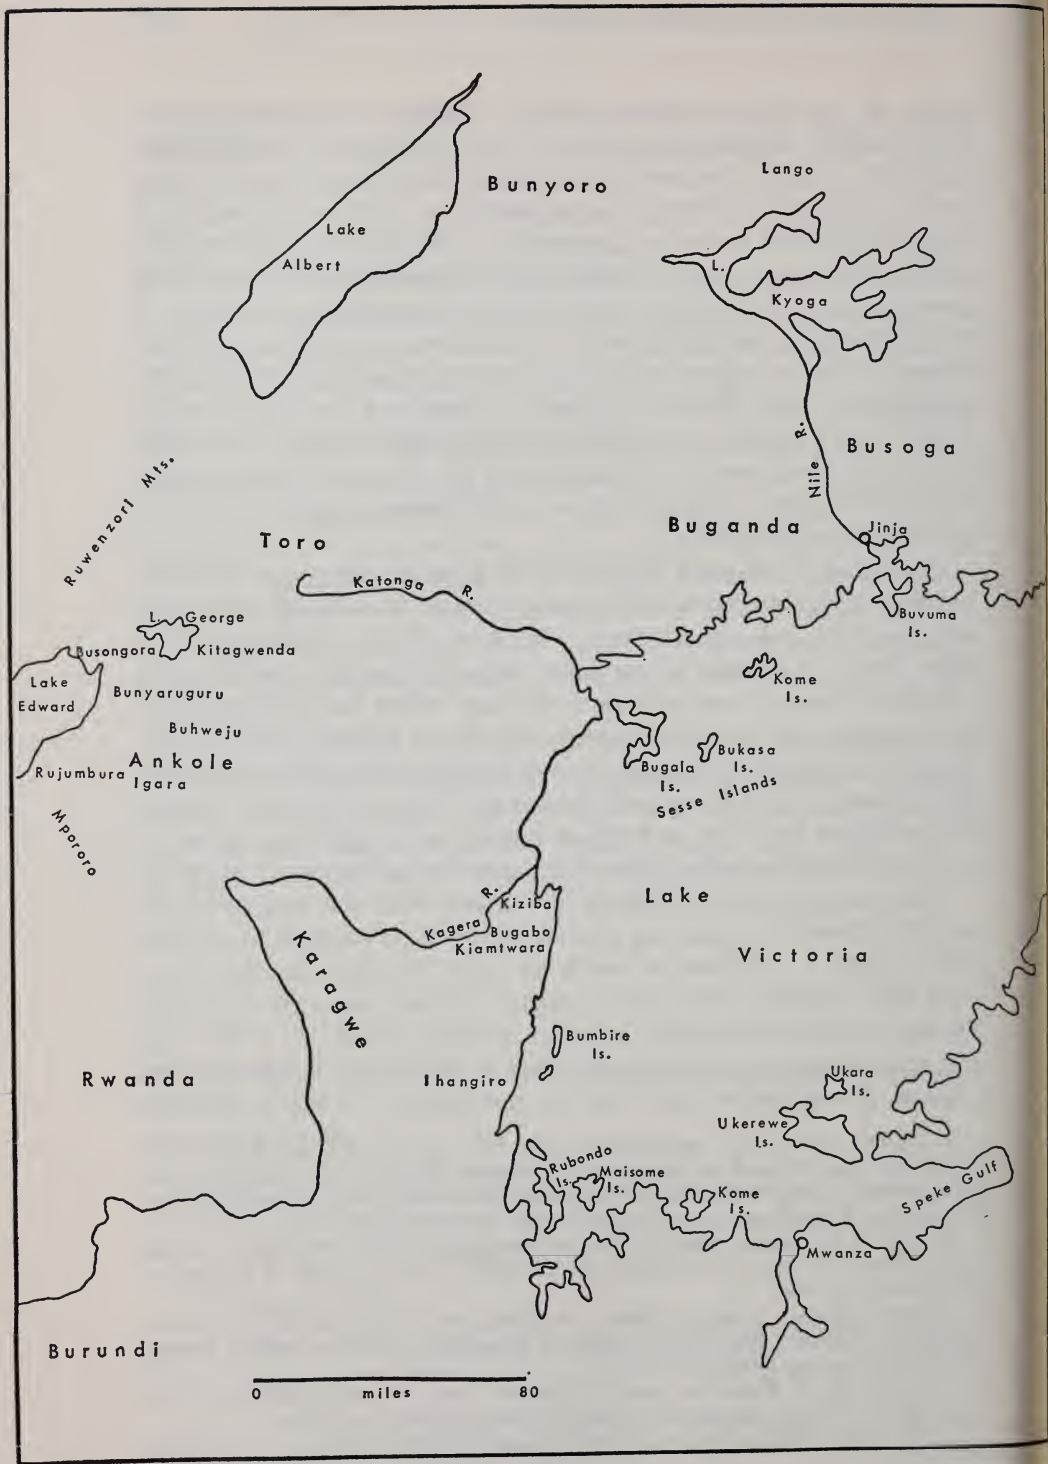 Lango
Bunyoro
Lake
Albert
L.
Kyoga
Nile R.
Busoga
Ruwenzori Mts.
Buganda
Jinja
Toro
Katonga R.
Buvuma
Is.
L. George
Busongora
Kitagwenda
Kome
Is.
Lake
Edward
Bunyaruguru
Buhweju
Bukasa
Is.
Ankole
Bugala
Is.
Rujumbura
Igara
Sesse Islands
Mpororo
Lake
Victoria
Kagera R.
Kiziba
Bugabo
Kiamtwara
Karagwe
Bumbire
Is.
Rwanda
Ihangiro
Ukara
Is.
Ukerewe
Is.
Rubondo
Is.
Maisome
Is.
Kome
Is.
Speke Gulf
Mwanza
Burundi
0 miles 80